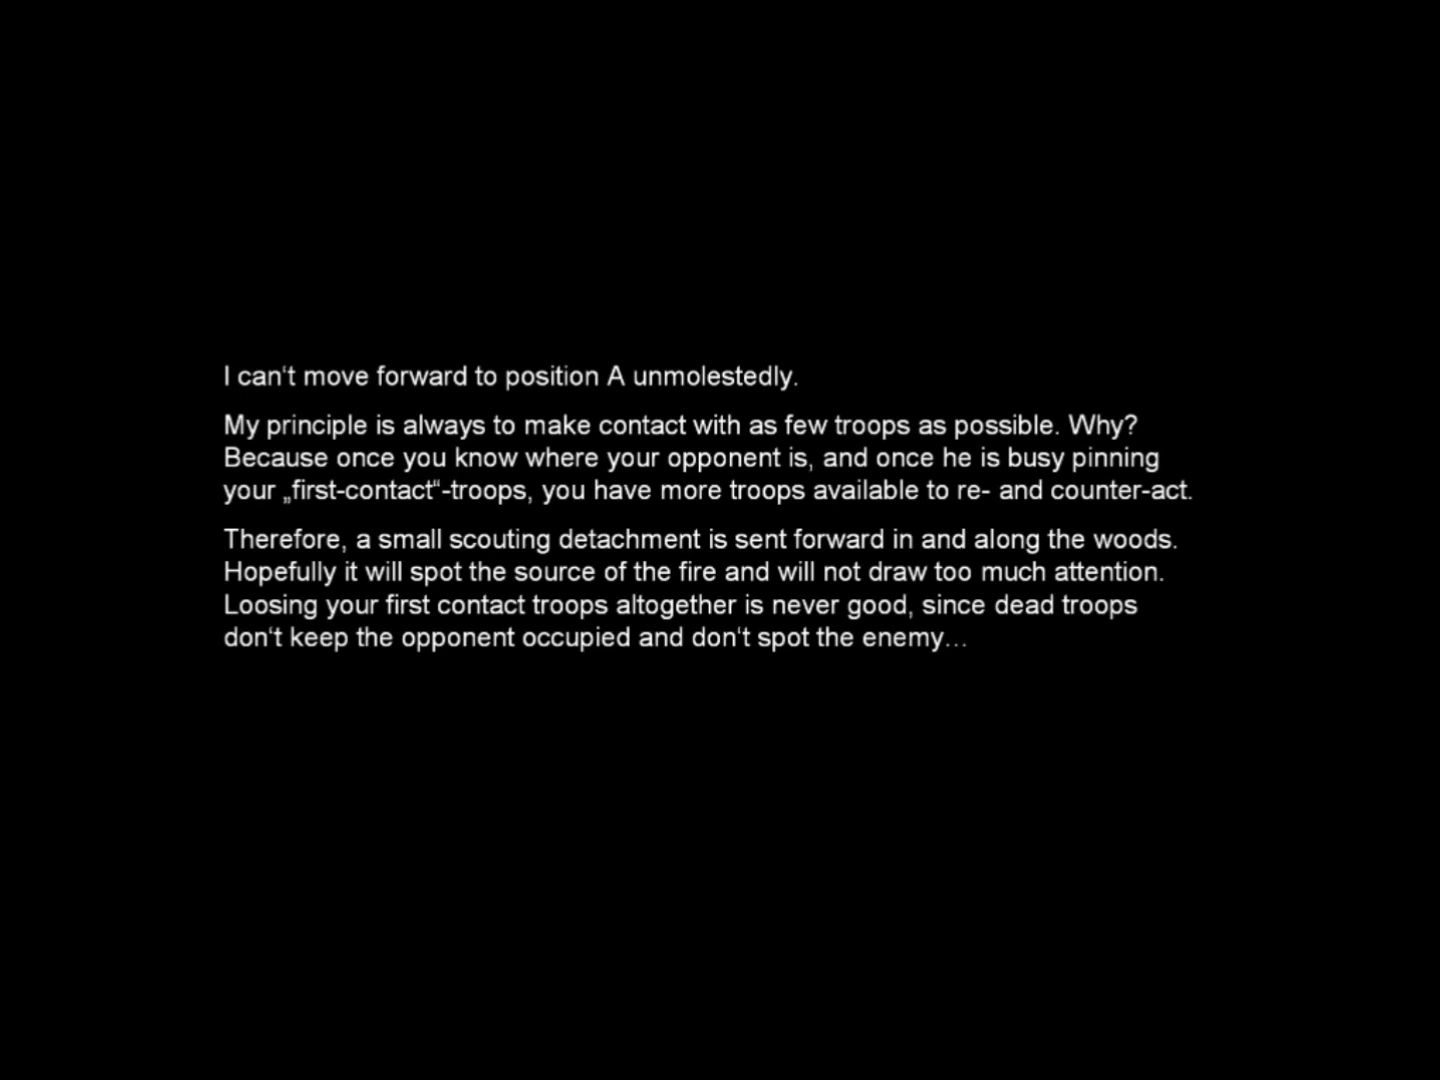 I can‘t move forward to position A unmolestedly.
My principle is always to make contact with as few troops as possible. Why?
Because once you know where your opponent is, and once he is busy pinning
your „first-contact“-troops, you have more troops available to re- and counter-act.
Therefore, a small scouting detachment is sent forward in and along the woods.
Hopefully it will spot the source of the fire and will not draw too much attention.
Loosing your first contact troops altogether is never good, since dead troops
don‘t keep the opponent occupied and don‘t spot the enemy…